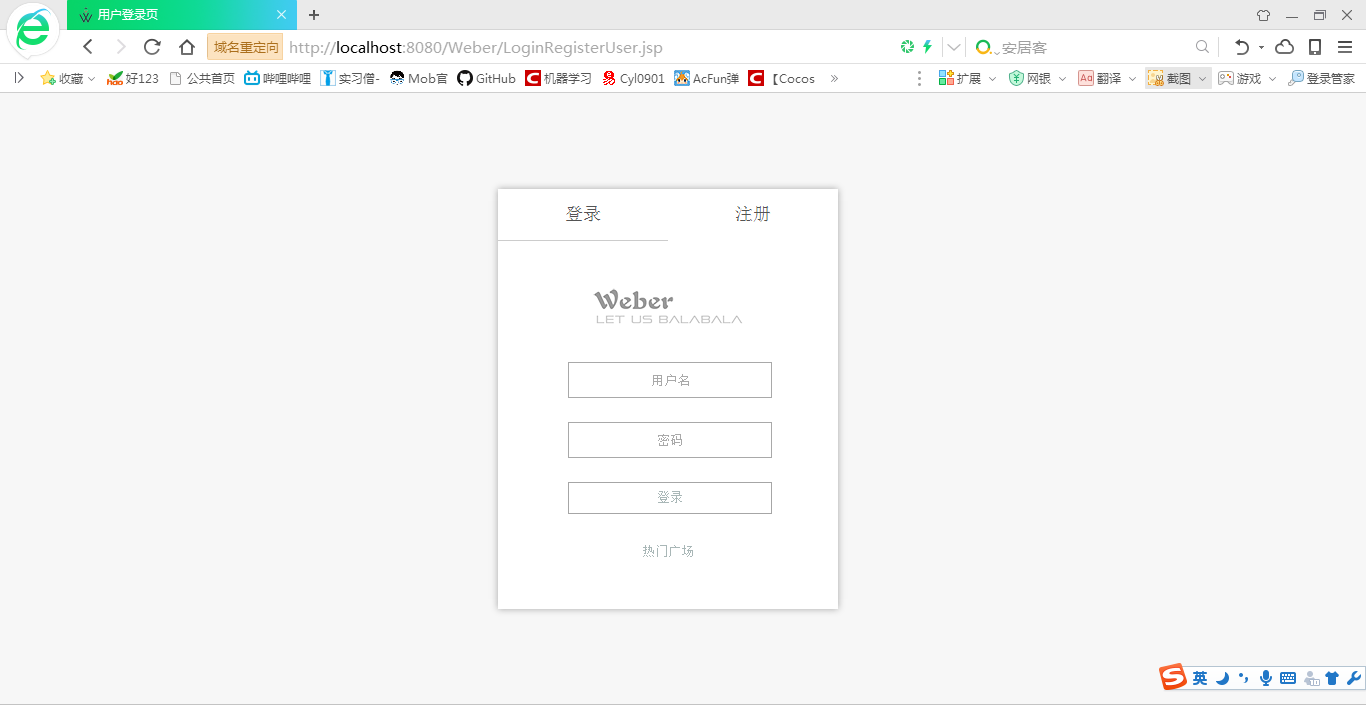 用户登录页
域名重定向 http://localhost:8080/Weber/LoginRegisterUser.jsp 安居客
收藏 好123 公共首页 哔哩哔哩 实习僧- Mob官 GitHub 机器学习 Cyl0901 AcFun弹 【Cocos » 扩展 网银 Aa 翻译 截图 游戏 登录管家
登录 注册
Weber
LET US BALABALA
用户名
密码
登录
热门广场
S 英